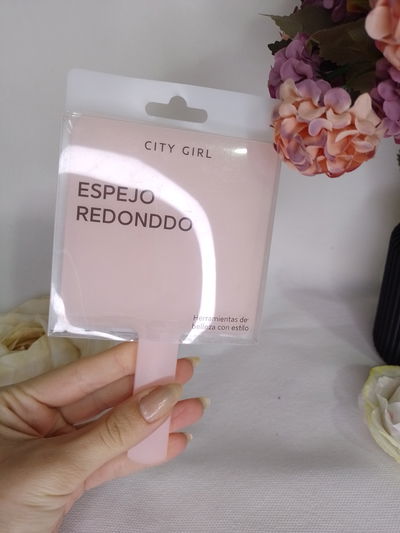 CITY GIRL
ESPEJO
REDONDDO
Herramientas de
belleza con estilo